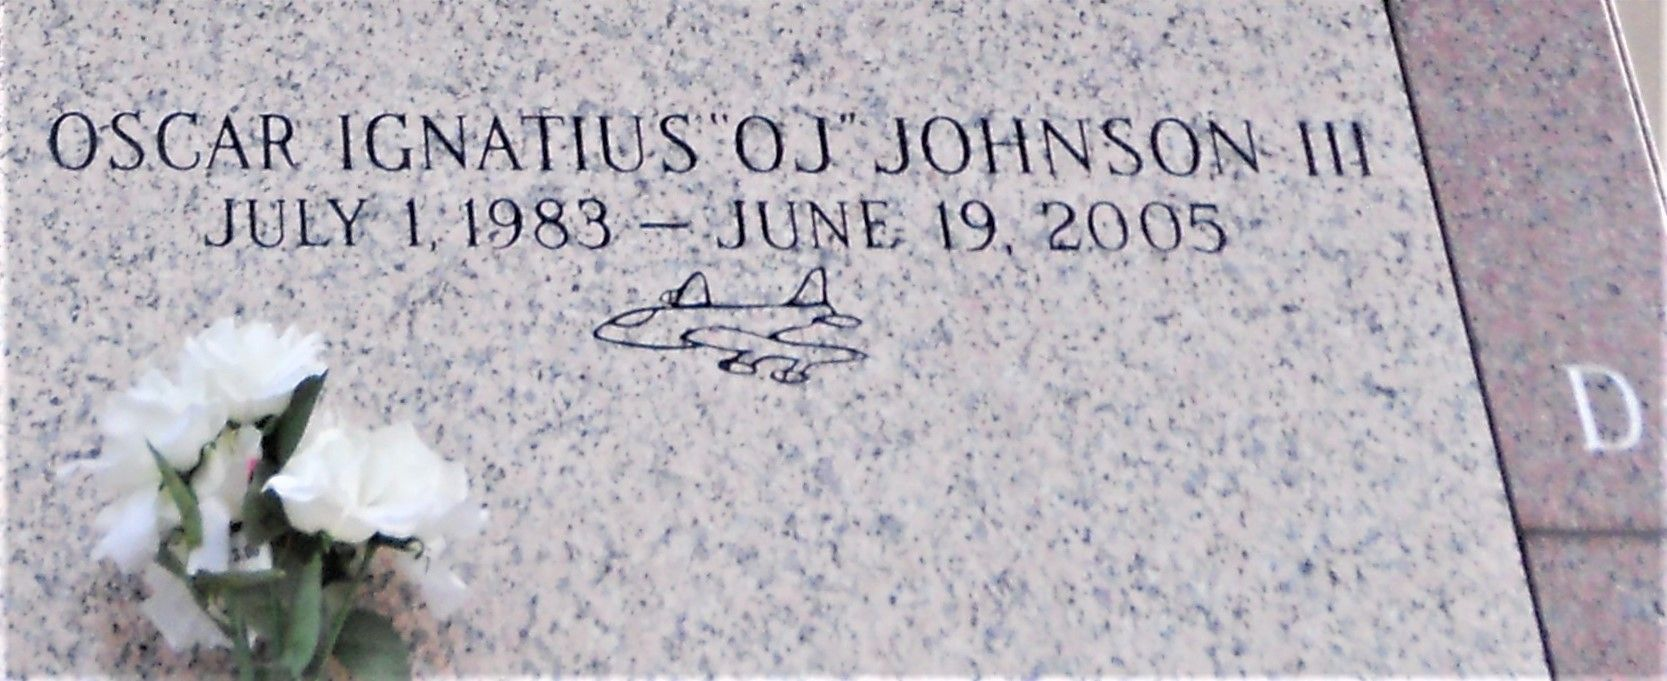 OSCAR IGNATIUS "OJ" JOHNSON III
JULY 1, 1983 – JUNE 19, 2005
D